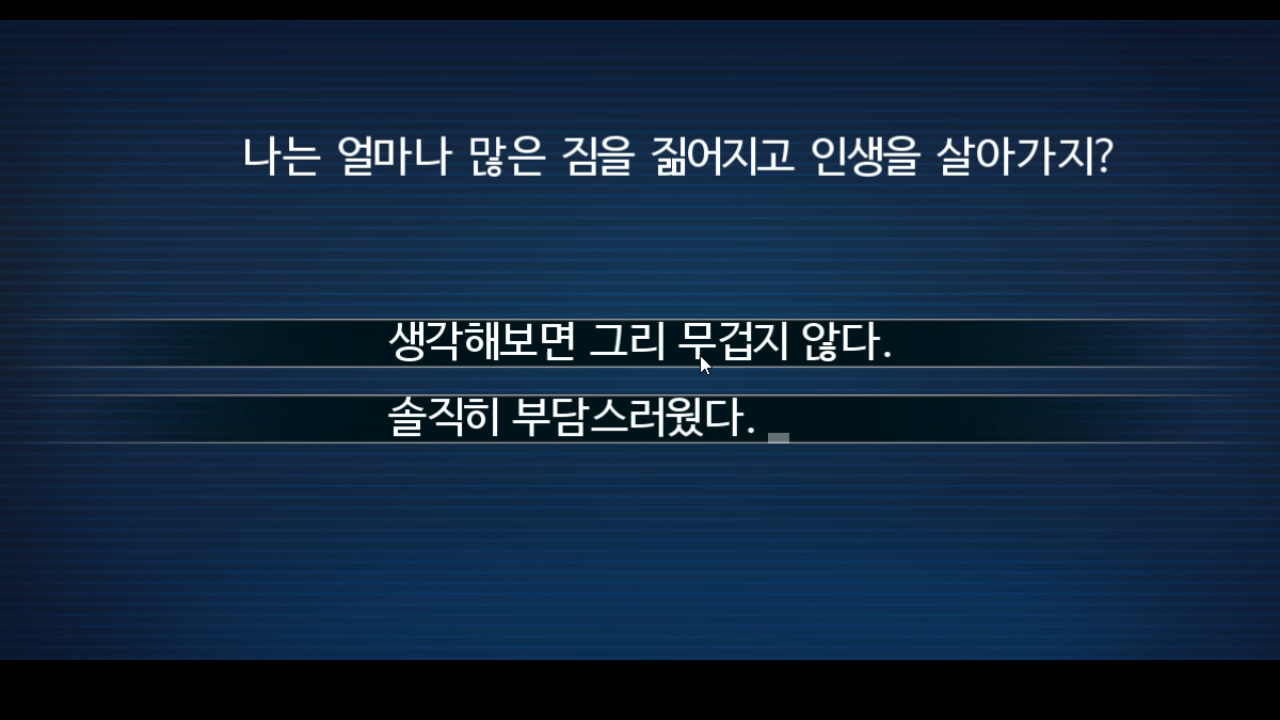 나는 얼마나 많은 짐을 짊어지고 인생을 살아가지?
생각해보면 그리 무겁지 않다.
솔직히 부담스러웠다.